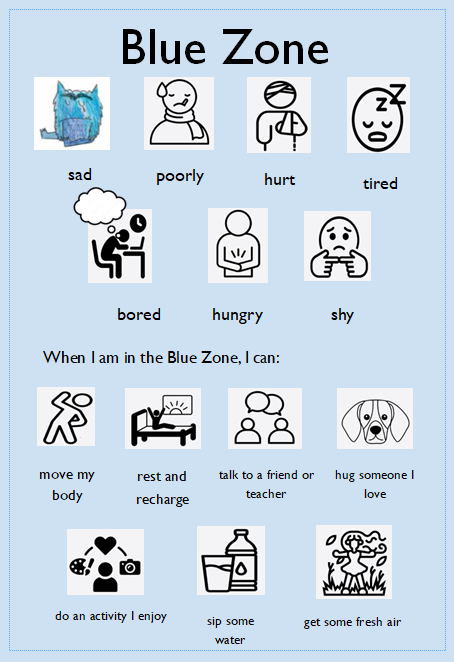 Blue Zone
z Z
sad
poorly
hurt
tired
bored
hungry
shy
When I am in the Blue Zone, I can:
move my
body
rest and
recharge
talk to a friend or
teacher
hug someone I
love
do an activity I enjoy
sip some
water
get some fresh air